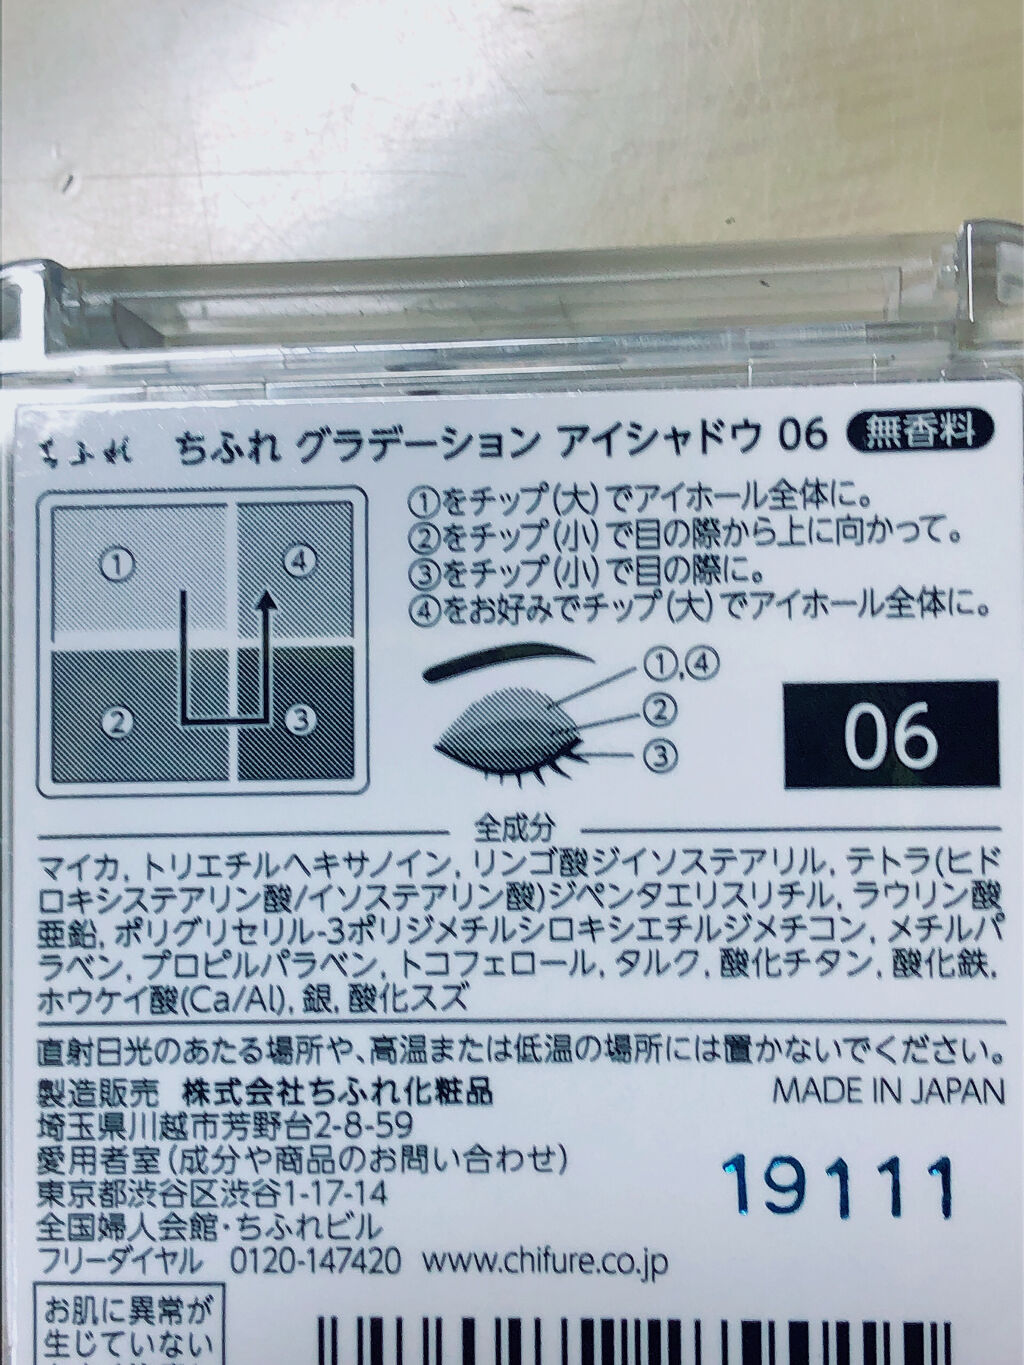 ちふれ ちふれ グラデーション アイシャドウ 06 無香料
①をチップ(大)でアイホール全体に。
②をチップ(小)で目の際から上に向かって。
③をチップ(小)で目の際に。
④をお好みでチップ(大)でアイホール全体に。
① ④
② ③
①,④
②
③
06
全成分
マイカ, トリエチルヘキサノイン, リンゴ酸ジイソステアリル, テトラ(ヒド
ロキシステアリン酸/イソステアリン酸)ジペンタエリスリチル, ラウリン酸
亜鉛, ポリグリセリル-3ポリジメチルシロキシエチルジメチコン, メチルパ
ラベン, プロピルパラベン, トコフェロール, タルク, 酸化チタン, 酸化鉄,
ホウケイ酸(Ca/Al), 銀, 酸化スズ
直射日光のあたる場所や、高温または低温の場所には置かないでください。
製造販売 株式会社ちふれ化粧品 MADE IN JAPAN
埼玉県川越市芳野台2-8-59
愛用者室(成分や商品のお問い合わせ)
東京都渋谷区渋谷1-17-14
全国婦人会館・ちふれビル
フリーダイヤル 0120-147420 www.chifure.co.jp
19111
お肌に異常が
生じていない